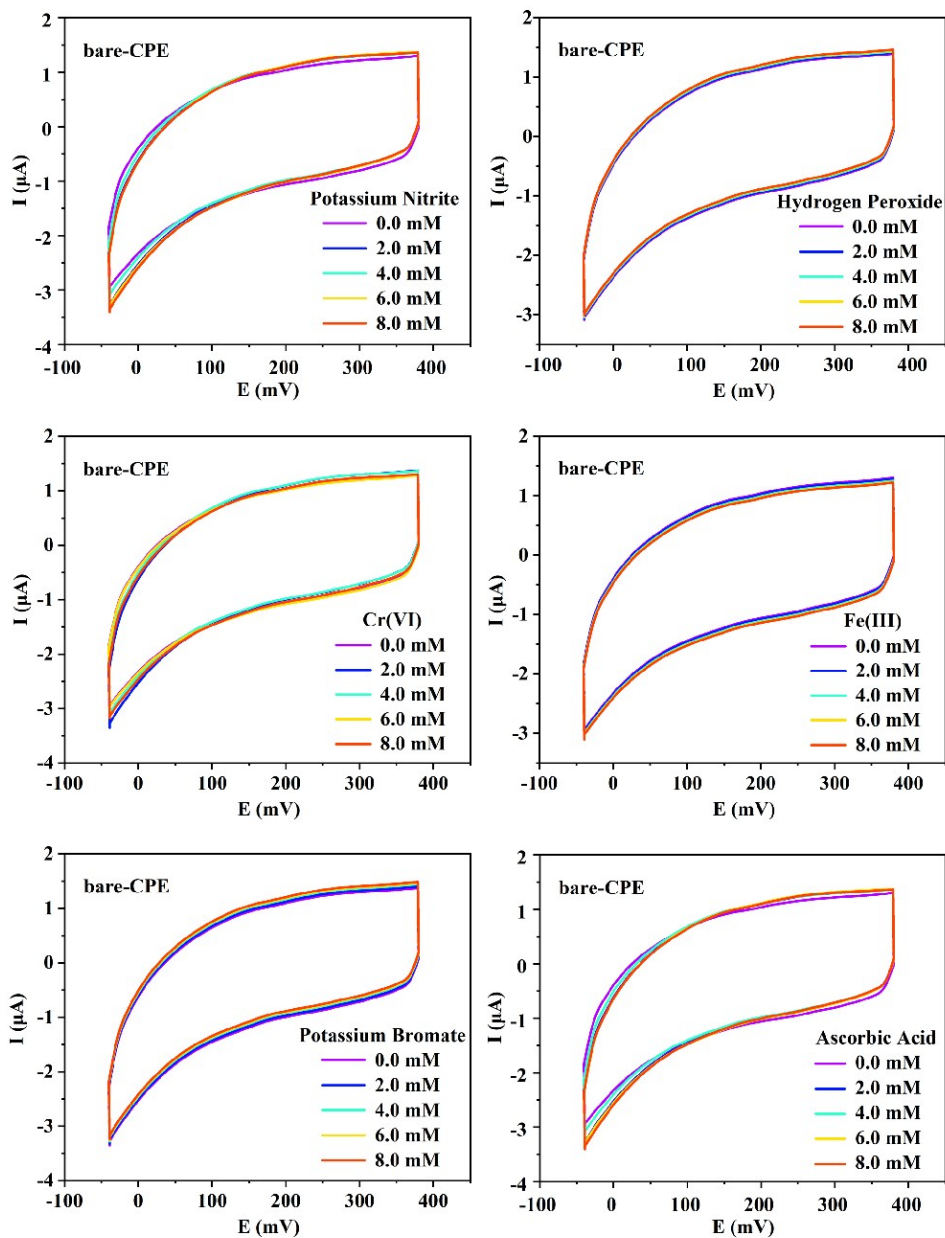 bare-CPE
I (µA)
2
1
0
-1
-2
-3
-4
Potassium Nitrite
0.0 mM
2.0 mM
4.0 mM
6.0 mM
8.0 mM
-100 0 100 200 300 400
E (mV)
bare-CPE
I (µA)
2
1
0
-1
-2
-3
Hydrogen Peroxide
0.0 mM
2.0 mM
4.0 mM
6.0 mM
8.0 mM
-100 0 100 200 300 400
E (mV)
bare-CPE
I (µA)
2
1
0
-1
-2
-3
-4
Cr(VI)
0.0 mM
2.0 mM
4.0 mM
6.0 mM
8.0 mM
-100 0 100 200 300 400
E (mV)
bare-CPE
I (µA)
2
1
0
-1
-2
-3
Fe(III)
0.0 mM
2.0 mM
4.0 mM
6.0 mM
8.0 mM
-100 0 100 200 300 400
E (mV)
bare-CPE
I (µA)
2
1
0
-1
-2
-3
-4
Potassium Bromate
0.0 mM
2.0 mM
4.0 mM
6.0 mM
8.0 mM
-100 0 100 200 300 400
E (mV)
bare-CPE
I (µA)
2
1
0
-1
-2
-3
-4
Ascorbic Acid
0.0 mM
2.0 mM
4.0 mM
6.0 mM
8.0 mM
-100 0 100 200 300 400
E (mV)